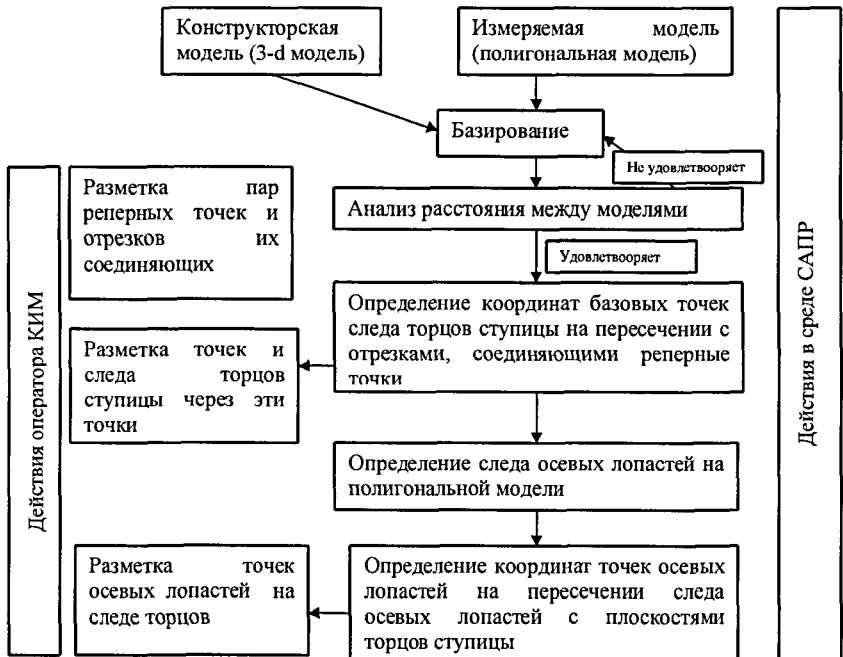 Конструкторская
модель (3-d модель)
Измеряемая модель
(полигональная модель)
Базирование
Не удовлетвооряет
Анализ расстояния между моделями
Удовлетвооряет
Разметка пар
реперных точек и
отрезков их
соединяющих
Определение координат базовых точек
следа торцов ступицы на пересечении с
отрезками, соединяющими реперные
точки
Разметка точек и
следа торцов
ступицы через эти
точки
Определение следа осевых лопастей на
полигональной модели
Определение координат точек осевых
лопастей на пересечении следа
осевых лопастей с плоскостями
торцов ступицы
Разметка точек
осевых лопастей на
следе торцов
Действия оператора КИМ
Действия в среде САПР